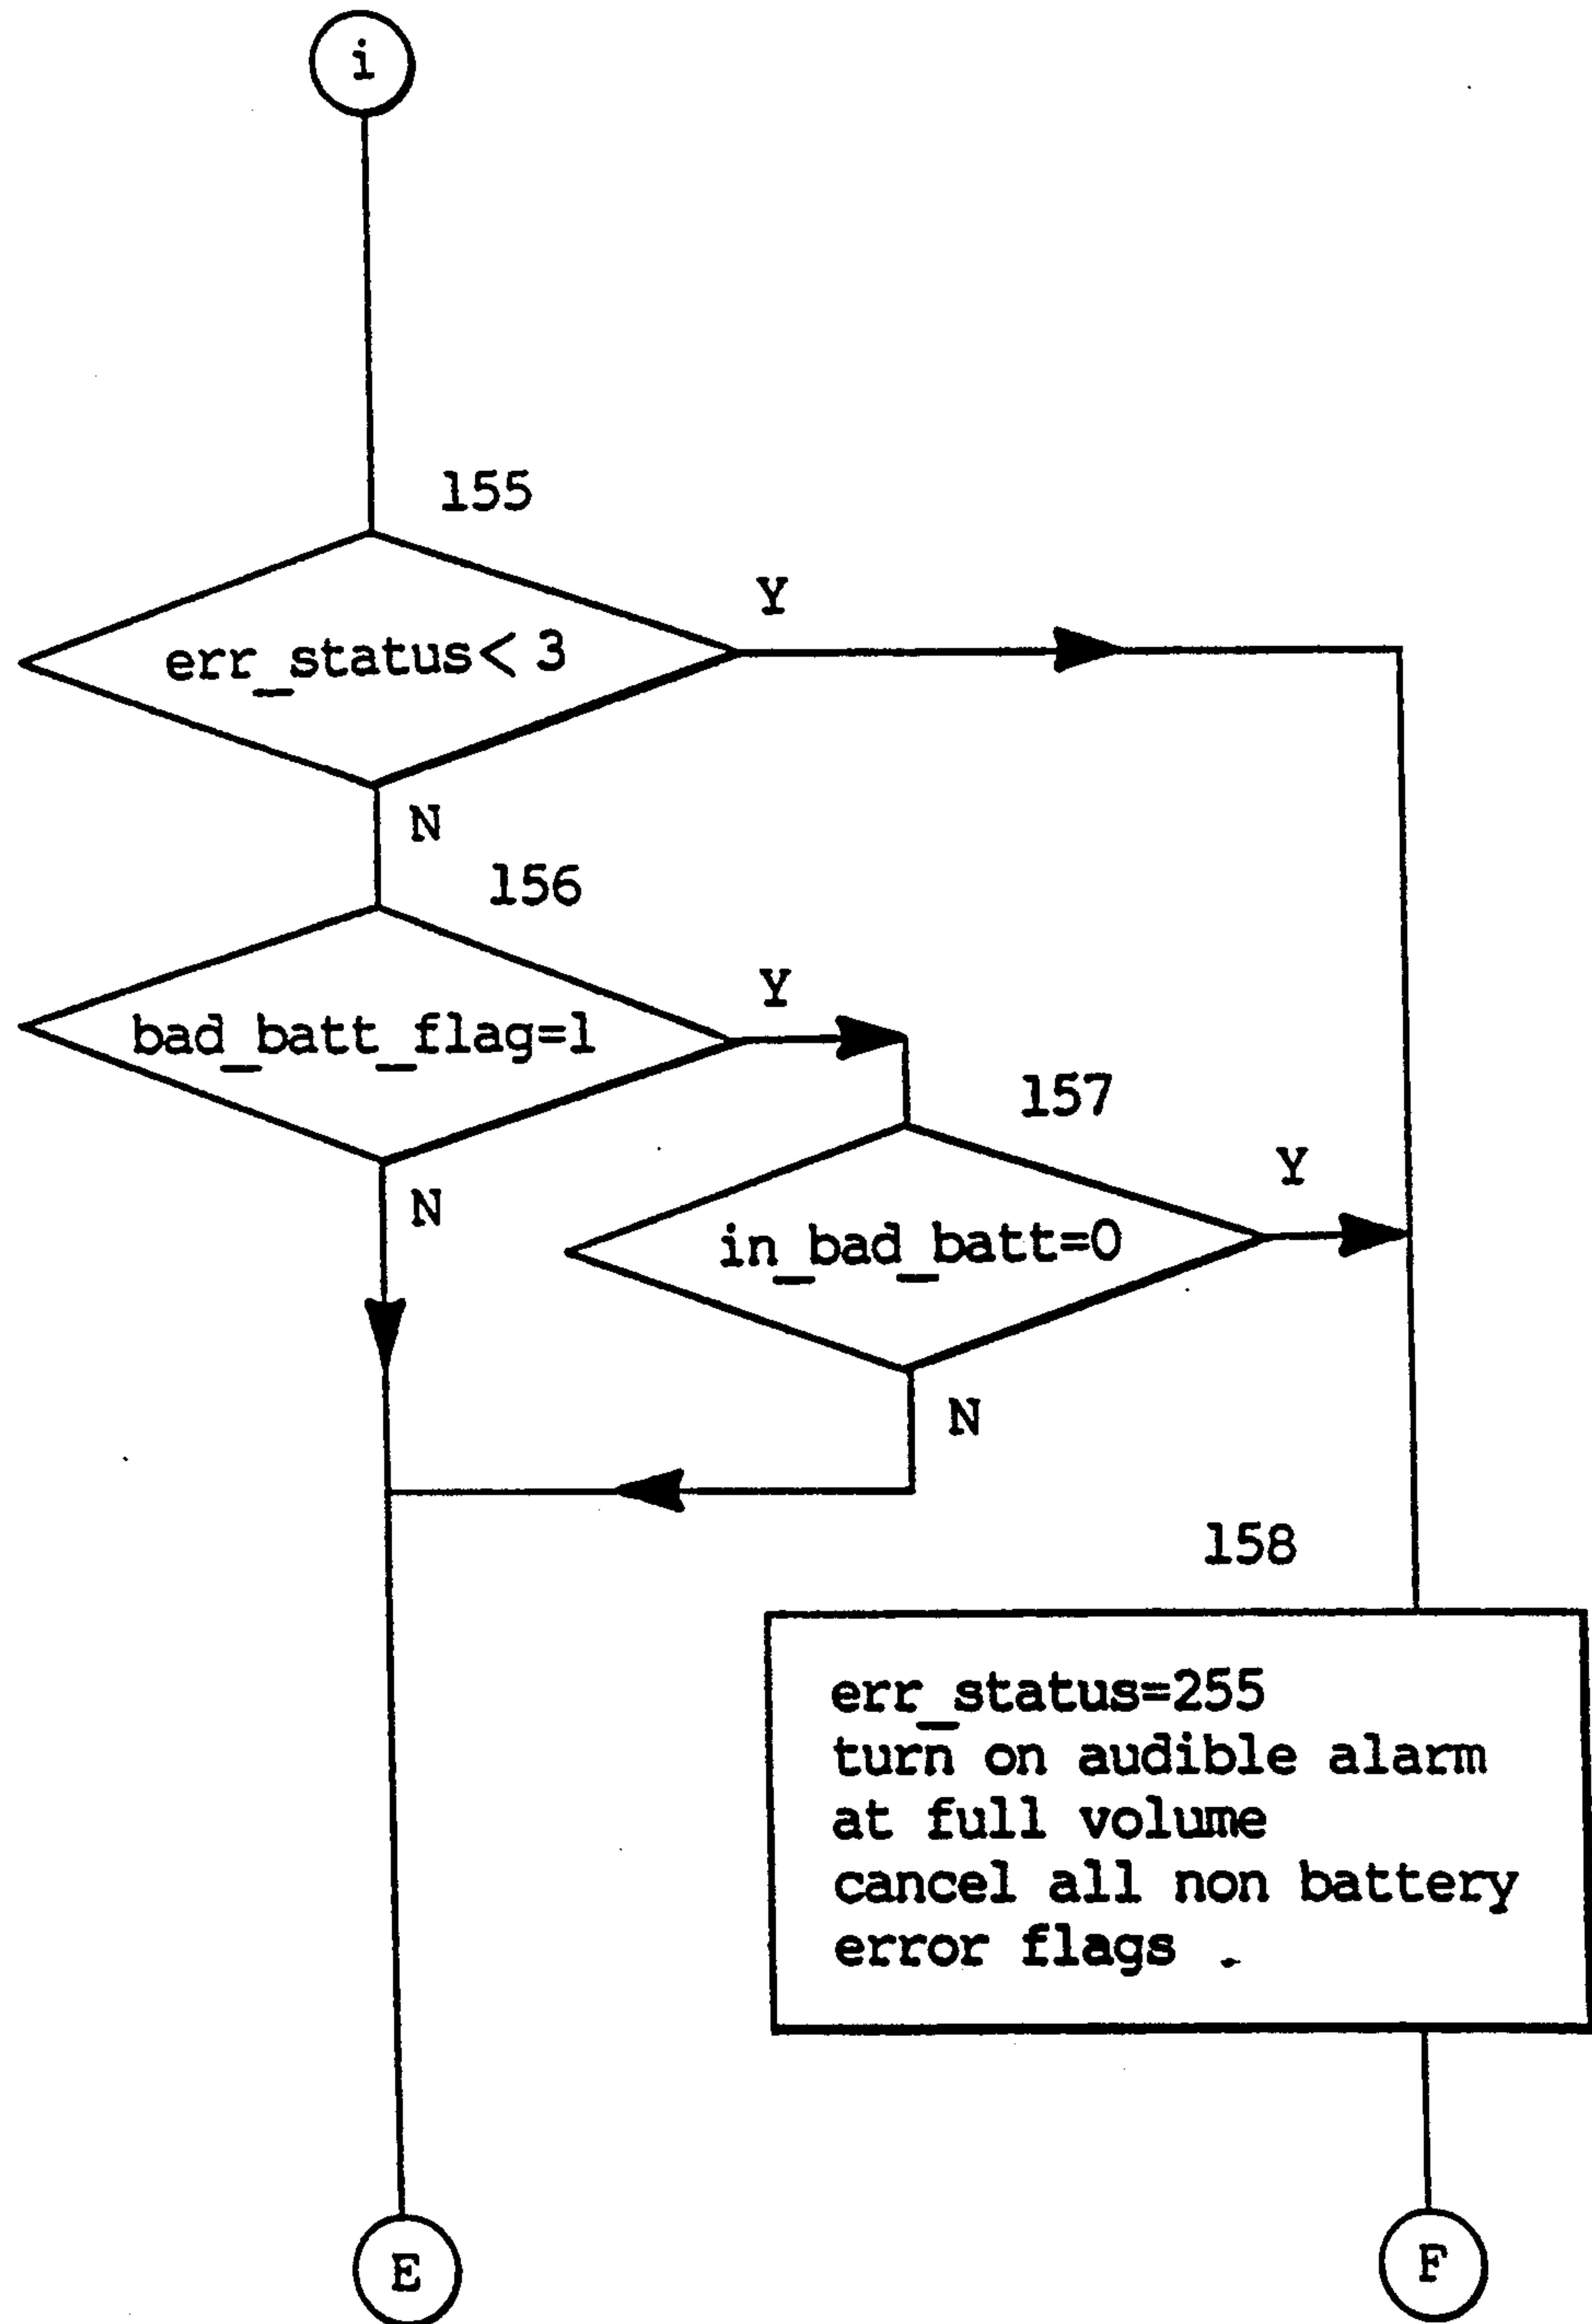 i
155
Y
err_status< 3
N
156
Y
bad_batt_flag=1
157
Y
N
in_bad_batt=0
N
158
err_status=255
turn on audible alarm
at full volume
cancel all non battery
error flags
E
F